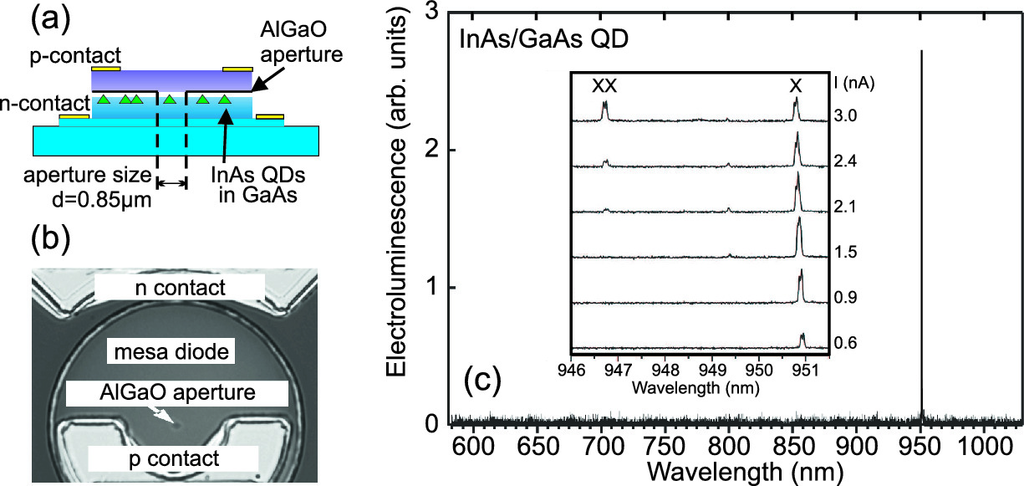 (a)
AlGaO
aperture
p-contact
n-contact
aperture size
d=0.85µm
InAs QDs
in GaAs
(b)
n contact
mesa diode
AlGaO aperture
p contact
(c)
InAs/GaAs QD
Electroluminescence (arb. units)
3
2
1
0
600 650 700 750 800 850 900 950 1000
Wavelength (nm)
XX X I (nA)
3.0
2.4
2.1
1.5
0.9
0.6
946 947 948 949 950 951
Wavelength (nm)